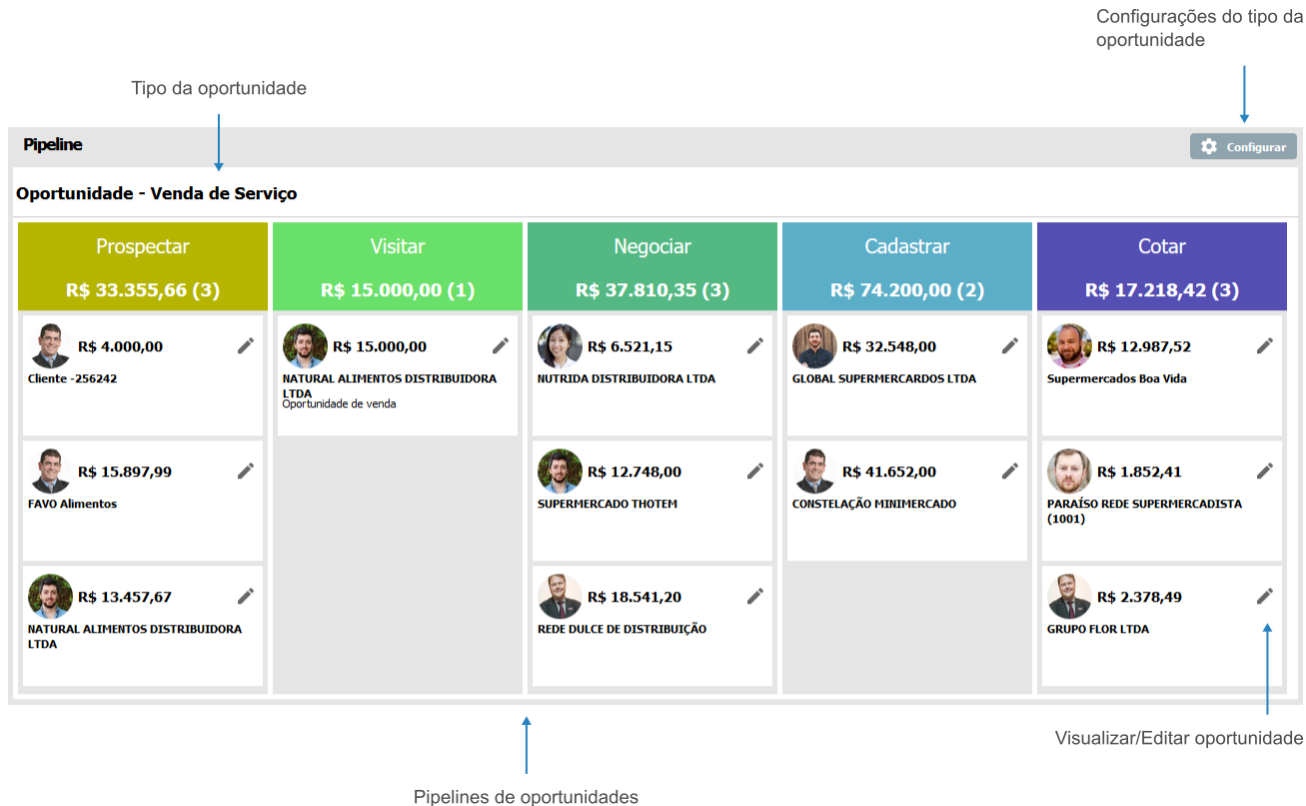 Configurações do tipo da
oportunidade
Tipo da oportunidade
Pipeline
Configurar
Oportunidade - Venda de Serviço
Prospectar
R$ 33.355,66 (3)
R$ 4.000,00
Cliente -256242
R$ 15.897,99
FAVO Alimentos
R$ 13.457,67
NATURAL ALIMENTOS DISTRIBUIDORA
LTDA
Visitar
R$ 15.000,00 (1)
R$ 15.000,00
NATURAL ALIMENTOS DISTRIBUIDORA
LTDA
Oportunidade de venda
Negociar
R$ 37.810,35 (3)
R$ 6.521,15
NUTRIDA DISTRIBUIDORA LTDA
R$ 12.748,00
SUPERMERCADO THOTEM
R$ 18.541,20
REDE DULCE DE DISTRIBUIÇÃO
Cadastrar
R$ 74.200,00 (2)
R$ 32.548,00
GLOBAL SUPERMERCARDOS LTDA
R$ 41.652,00
CONSTELAÇÃO MINIMERCADO
Cotar
R$ 17.218,42 (3)
R$ 12.987,52
Supermercados Boa Vida
R$ 1.852,41
PARAÍSO REDE SUPERMERCADISTA
(1001)
R$ 2.378,49
GRUPO FLOR LTDA
Visualizar/Editar oportunidade
Pipelines de oportunidades